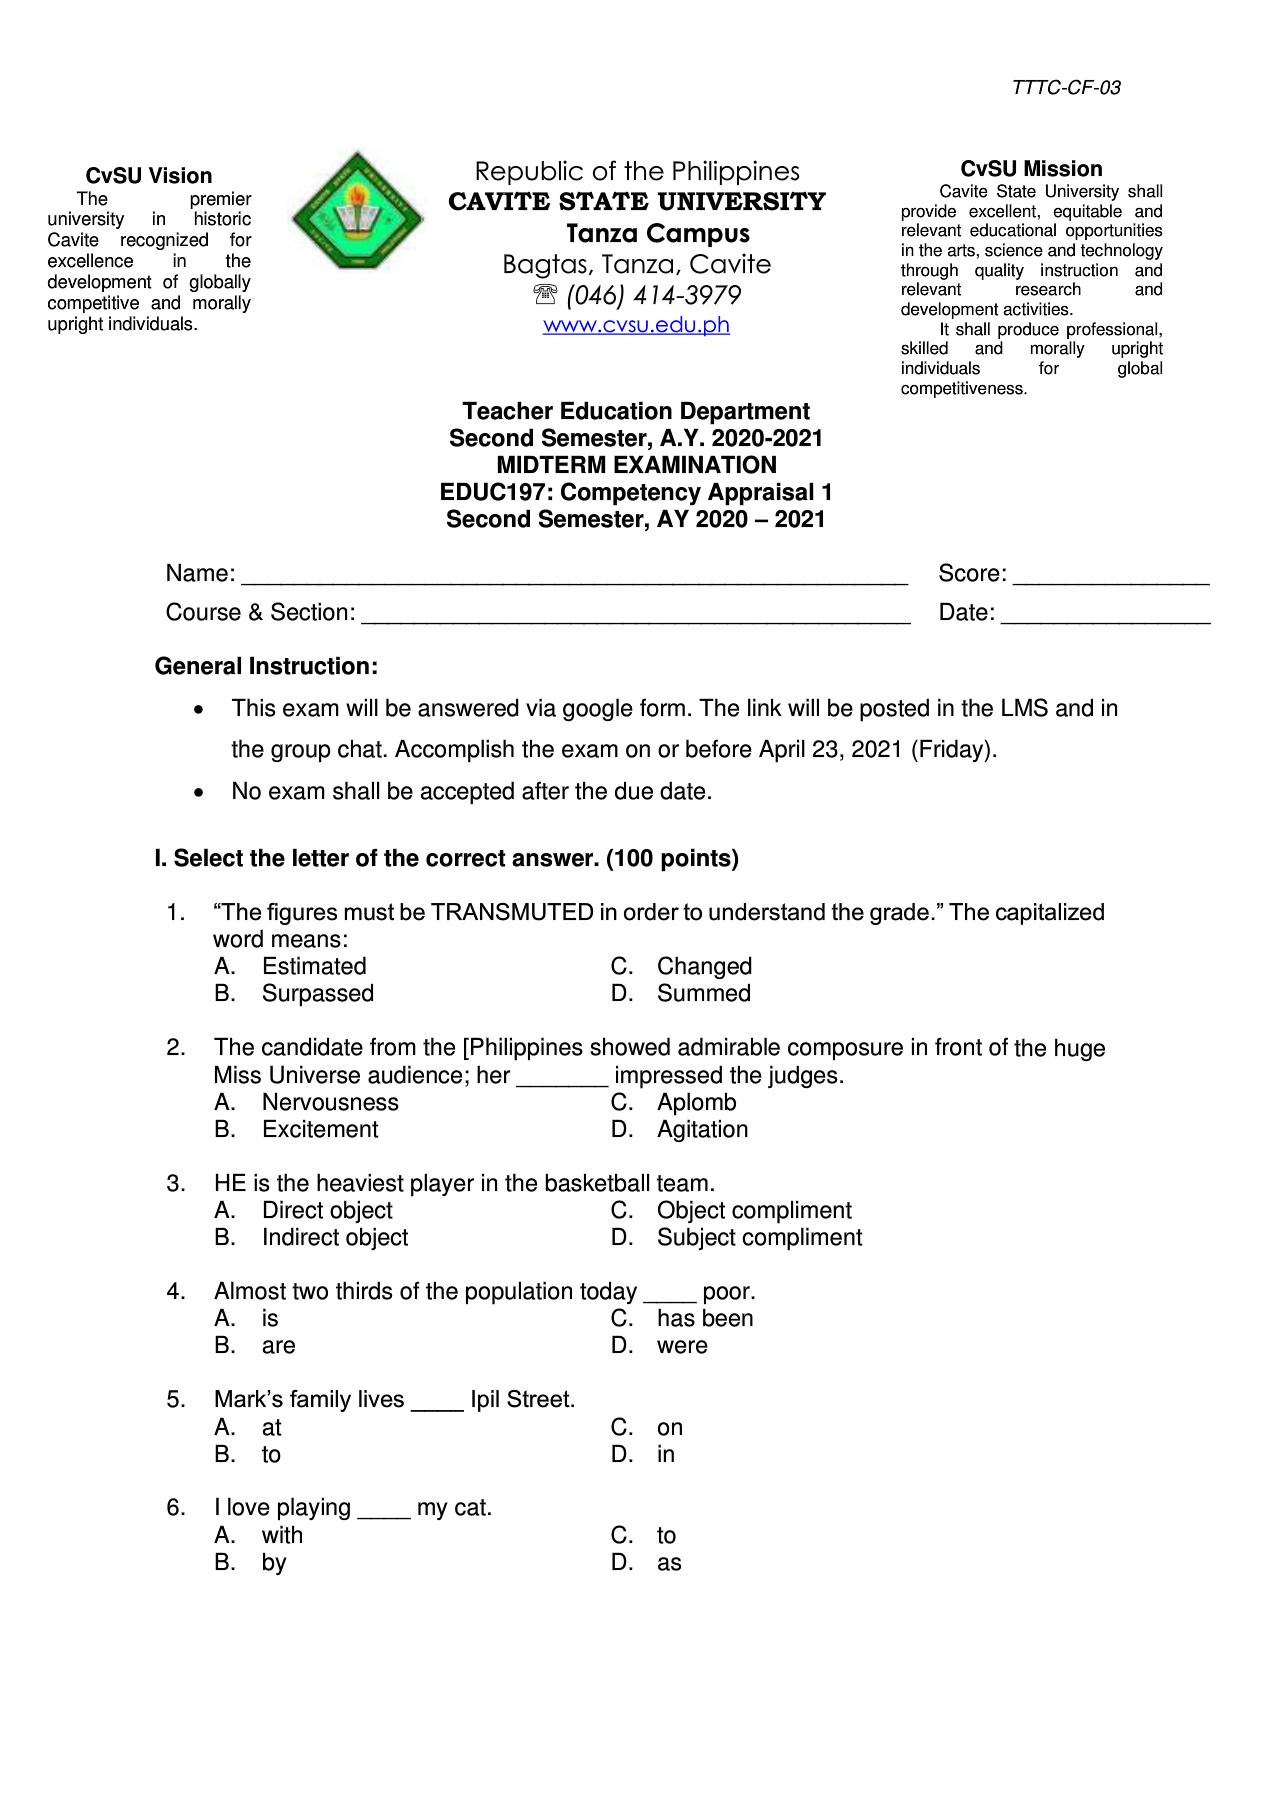 TTTC-CF-03
CvSU Vision
The premier
university in historic
Cavite recognized for
excellence in the
development of globally
competitive and morally
upright individuals.
Republic of the Philippines
CAVITE STATE UNIVERSITY
Tanza Campus
Bagtas, Tanza, Cavite
☏ (046) 414-3979
www.cvsu.edu.ph
CvSU Mission
Cavite State University shall
provide excellent, equitable and
relevant educational opportunities
in the arts, science and technology
through quality instruction and
relevant research and
development activities.
It shall produce professional,
skilled and morally upright
individuals for global
competitiveness.
Teacher Education Department
Second Semester, A.Y. 2020-2021
MIDTERM EXAMINATION
EDUC197: Competency Appraisal 1
Second Semester, AY 2020 – 2021
Name: ___________________________________________________ Score: _______________
Course & Section: __________________________________________ Date: ________________
General Instruction:
• This exam will be answered via google form. The link will be posted in the LMS and in
the group chat. Accomplish the exam on or before April 23, 2021 (Friday).
• No exam shall be accepted after the due date.
I. Select the letter of the correct answer. (100 points)
1. “The figures must be TRANSMUTED in order to understand the grade.” The capitalized
word means:
A. Estimated C. Changed
B. Surpassed D. Summed
2. The candidate from the [Philippines showed admirable composure in front of the huge
Miss Universe audience; her _______ impressed the judges.
A. Nervousness C. Aplomb
B. Excitement D. Agitation
3. HE is the heaviest player in the basketball team.
A. Direct object C. Object compliment
B. Indirect object D. Subject compliment
4. Almost two thirds of the population today ____ poor.
A. is C. has been
B. are D. were
5. Mark’s family lives ____ Ipil Street.
A. at C. on
B. to D. in
6. I love playing ____ my cat.
A. with C. to
B. by D. as